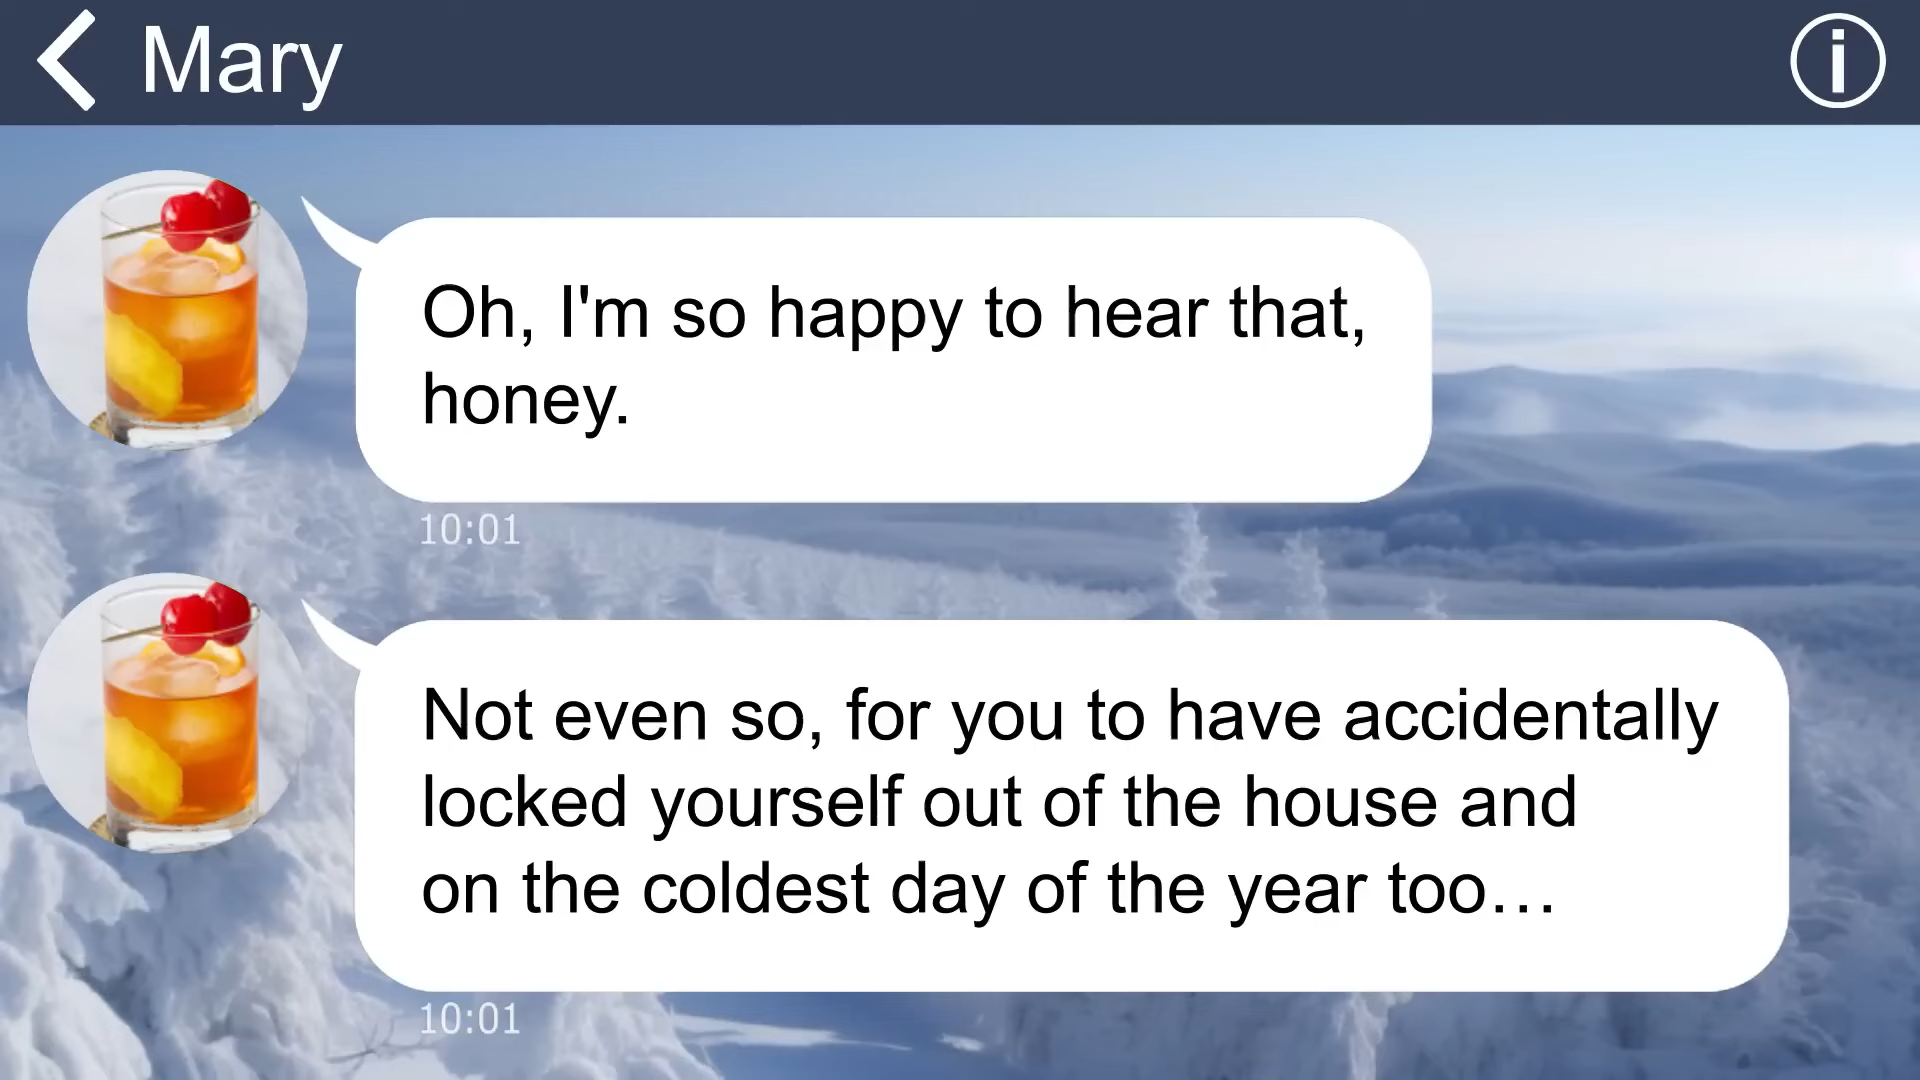 Mary
Oh, I'm so happy to hear that,
honey.
10:01
Not even so, for you to have accidentally
locked yourself out of the house and
on the coldest day of the year too…
10:01